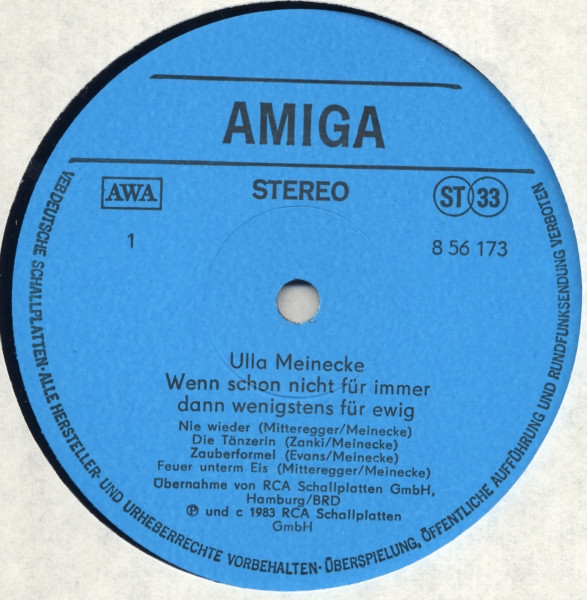 AMIGA
AWA
STEREO
ST 33
1
8 56 173
Ulla Meinecke
Wenn schon nicht für immer
dann wenigstens für ewig
Nie wieder (Mitteregger/Meinecke)
Die Tänzerin (Zanki/Meinecke)
Zauberformel (Evans/Meinecke)
Feuer unterm Eis (Mitteregger/Meinecke)
Übernahme von RCA Schallplatten GmbH,
Hamburg/BRD
℗ und c 1983 RCA Schallplatten
GmbH
VEB DEUTSCHE SCHALLPLATTEN · ALLE HERSTELLER- UND URHEBERRECHTE VORBEHALTEN · ÜBERSPIELUNG, ÖFFENTLICHE AUFFÜHRUNG UND RUNDFUNKSENDUNG VERBOTEN